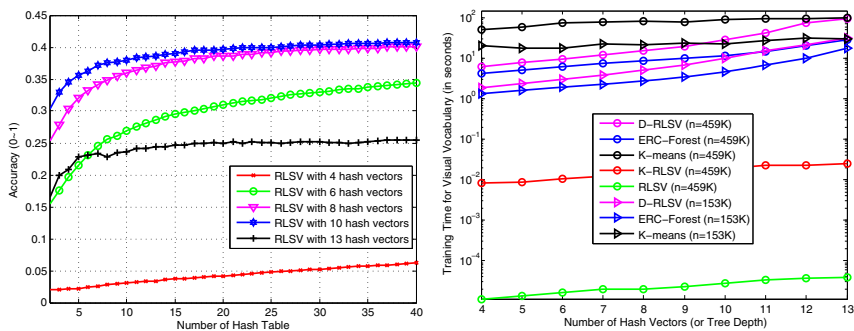 0.45
0.4
0.35
0.3
0.25
0.2
0.15
0.1
0.05
0
5 10 15 20 25 30 35 40
Accuracy (0~1)
Number of Hash Table
RLSV with 4 hash vectors
RLSV with 6 hash vectors
RLSV with 8 hash vectors
RLSV with 10 hash vectors
RLSV with 13 hash vectors
10^2
10^1
10^0
10^-1
10^-2
10^-3
10^-4
4 5 6 7 8 9 10 11 12 13
Training Time for Visual Vocabulary (in seconds)
Number of Hash Vectors (or Tree Depth)
D-RLSV (n=459K)
ERC-Forest (n=459K)
K-means (n=459K)
K-RLSV (n=459K)
RLSV (n=459K)
D-RLSV (n=153K)
ERC-Forest (n=153K)
K-means (n=153K)